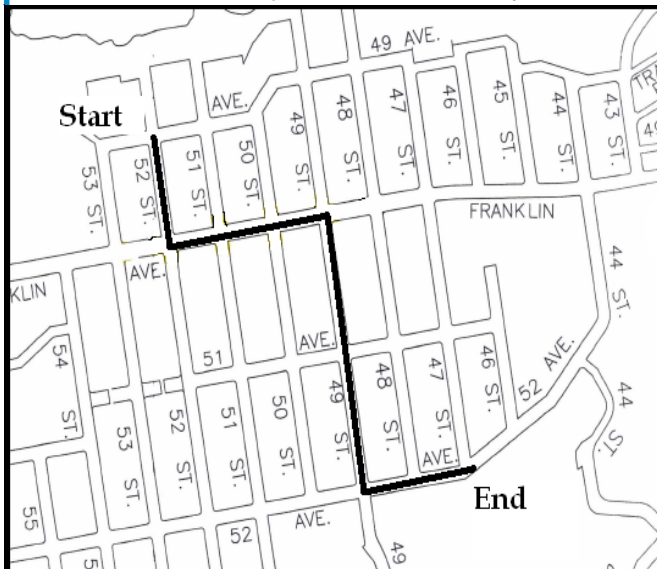 49 AVE.
TR
AVE.
Start
53 ST.
52 ST.
51 ST.
50 ST.
49 ST.
48 ST.
47 ST.
46 ST.
45 ST.
44 ST.
43 ST.
49
FRANKLIN
AVE.
KLIN
44 ST.
54 ST.
51
AVE.
48 ST.
47 ST.
46 ST.
52 AVE.
44 ST.
53 ST.
52 ST.
51 ST.
50 ST.
49 ST.
AVE.
End
55
52
AVE.
5
49